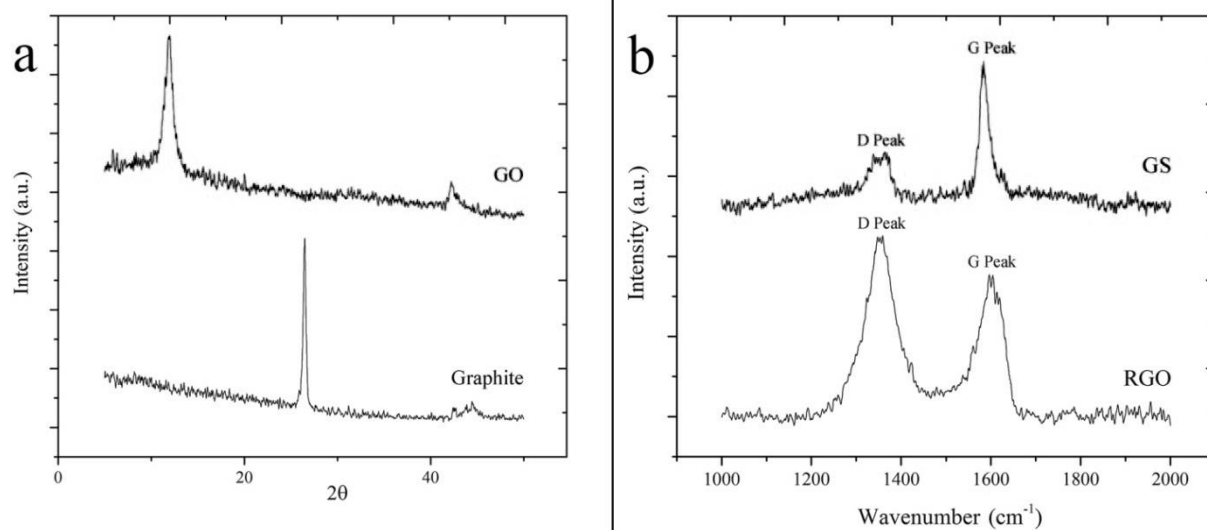 a
GO
Graphite
Intensity (a.u.)
0
20
40
2θ
b
G Peak
D Peak
GS
D Peak
G Peak
RGO
Intensity (a.u.)
1000
1200
1400
1600
1800
2000
Wavenumber (cm⁻¹)